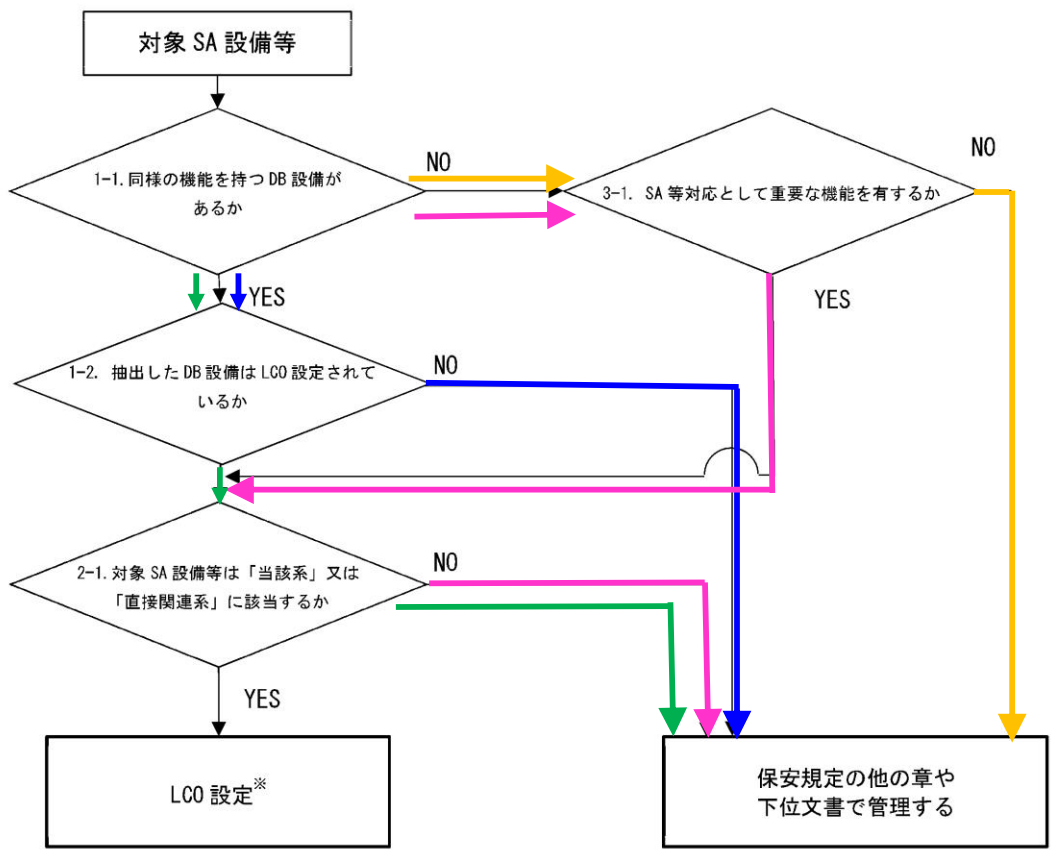 対象 SA 設備等
1-1. 同様の機能を持つ DB 設備が
あるか
NO
3-1. SA 等対応として重要な機能を有するか
NO
YES
YES
1-2. 抽出した DB 設備は LCO 設定されて
いるか
NO
2-1. 対象 SA 設備等は「当該系」又は
「直接関連系」に該当するか
NO
YES
LCO 設定※
保安規定の他の章や
下位文書で管理する